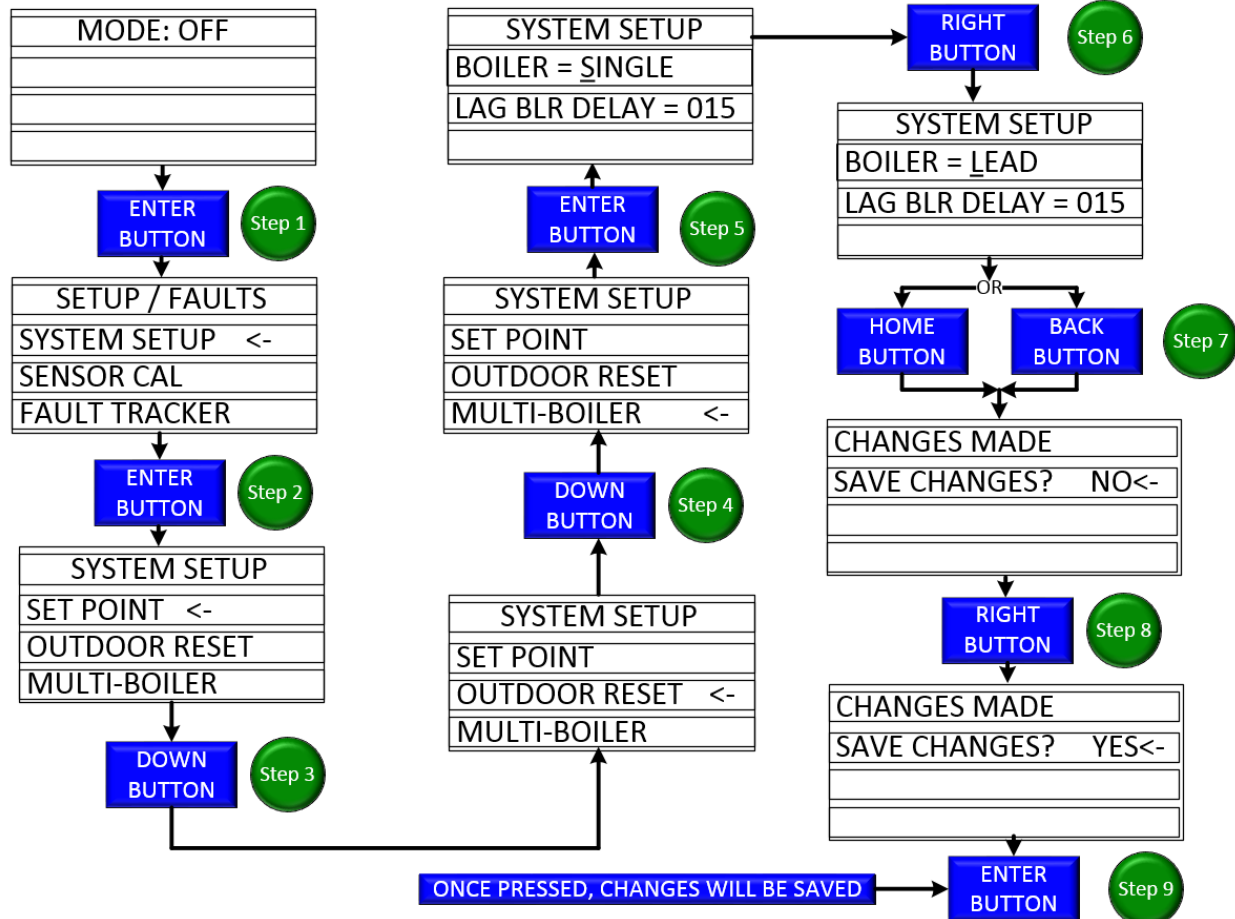 MODE: OFF
ENTER
BUTTON
Step 1
SETUP / FAULTS
SYSTEM SETUP <-
SENSOR CAL
FAULT TRACKER
ENTER
BUTTON
Step 2
SYSTEM SETUP
SET POINT <-
OUTDOOR RESET
MULTI-BOILER
DOWN
BUTTON
Step 3
SYSTEM SETUP
SET POINT
OUTDOOR RESET <-
MULTI-BOILER
DOWN
BUTTON
Step 4
SYSTEM SETUP
SET POINT
OUTDOOR RESET
MULTI-BOILER <-
ENTER
BUTTON
Step 5
SYSTEM SETUP
BOILER = SINGLE
LAG BLR DELAY = 015
RIGHT
BUTTON
Step 6
SYSTEM SETUP
BOILER = LEAD
LAG BLR DELAY = 015
OR
HOME
BUTTON
BACK
BUTTON
Step 7
CHANGES MADE
SAVE CHANGES? NO<-
RIGHT
BUTTON
Step 8
CHANGES MADE
SAVE CHANGES? YES<-
ONCE PRESSED, CHANGES WILL BE SAVED
ENTER
BUTTON
Step 9